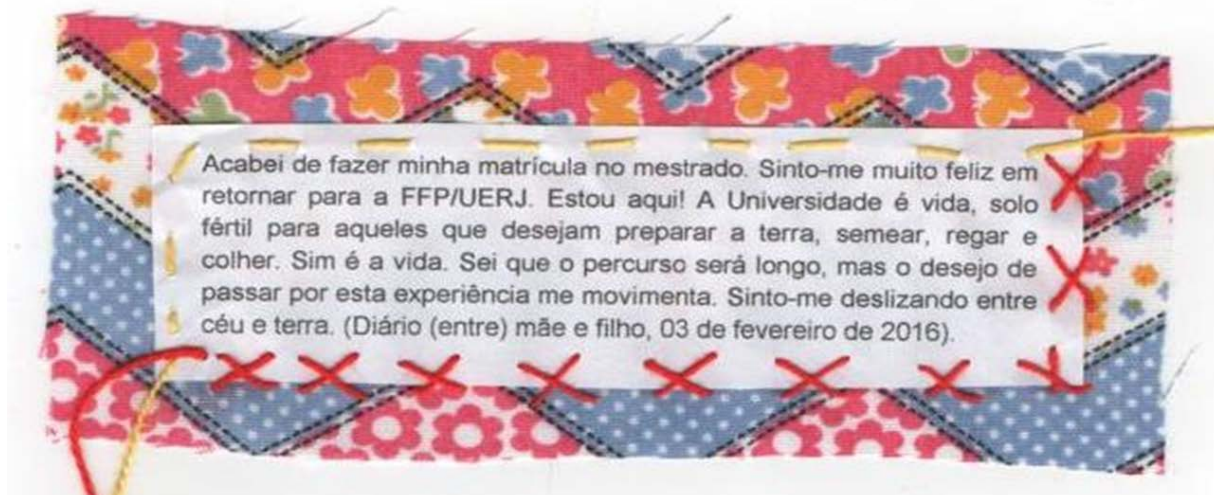 Acabei de fazer minha matrícula no mestrado. Sinto-me muito feliz em
retornar para a FFP/UERJ. Estou aqui! A Universidade é vida, solo
fértil para aqueles que desejam preparar a terra, semear, regar e
colher. Sim é a vida. Sei que o percurso será longo, mas o desejo de
passar por esta experiência me movimenta. Sinto-me deslizando entre
céu e terra. (Diário (entre) mãe e filho, 03 de fevereiro de 2016).